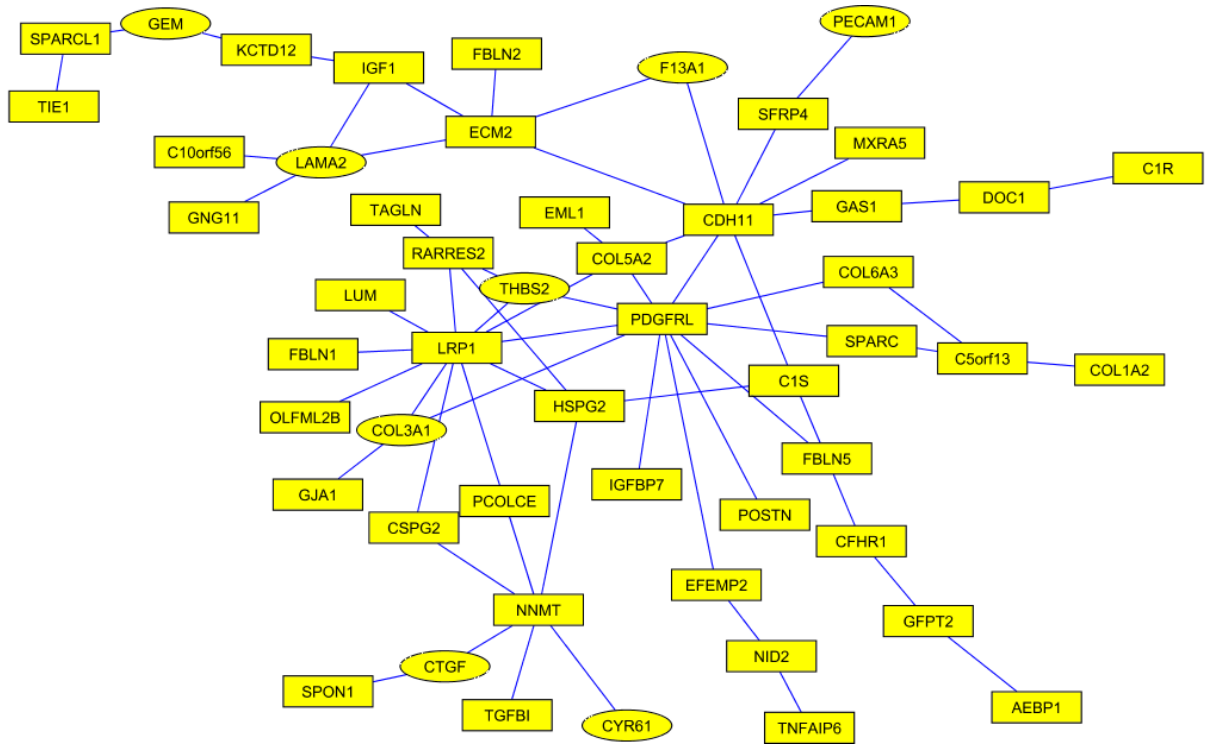 GEM
PECAM1
SPARCL1
KCTD12
FBLN2
IGF1
F13A1
TIE1
SFRP4
ECM2
MXRA5
C10orf56
LAMA2
C1R
DOC1
GAS1
GNG11
TAGLN
EML1
CDH11
RARRES2
COL5A2
COL6A3
THBS2
LUM
PDGFRL
SPARC
LRP1
FBLN1
C5orf13
COL1A2
C1S
HSPG2
OLFML2B
COL3A1
FBLN5
IGFBP7
GJA1
PCOLCE
POSTN
CSPG2
CFHR1
EFEMP2
NNMT
GFPT2
NID2
CTGF
SPON1
AEBP1
TGFBI
CYR61
TNFAIP6